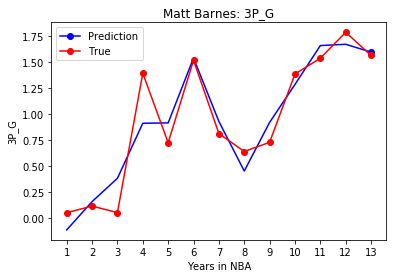 Matt Barnes: 3P_G
Prediction
True
3P_G
1.75
1.50
1.25
1.00
0.75
0.50
0.25
0.00
1 2 3 4 5 6 7 8 9 10 11 12 13
Years in NBA